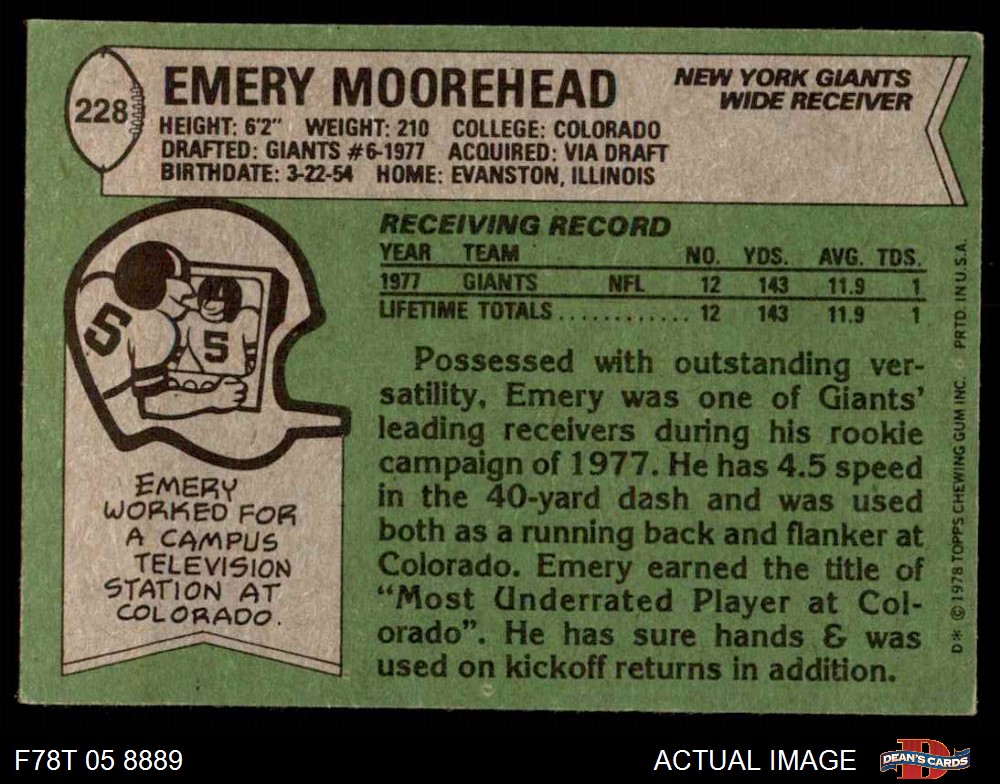 228
EMERY MOOREHEAD
NEW YORK GIANTS
WIDE RECEIVER
HEIGHT: 6'2" WEIGHT: 210 COLLEGE: COLORADO
DRAFTED: GIANTS #6-1977 ACQUIRED: VIA DRAFT
BIRTHDATE: 3-22-54 HOME: EVANSTON, ILLINOIS
RECEIVING RECORD
YEAR TEAM NO. YDS. AVG. TDS.
1977 GIANTS NFL 12 143 11.9 1
LIFETIME TOTALS............ 12 143 11.9 1
Possessed with outstanding ver-
satility, Emery was one of Giants'
leading receivers during his rookie
campaign of 1977. He has 4.5 speed
in the 40-yard dash and was used
both as a running back and flanker at
Colorado. Emery earned the title of
"Most Underrated Player at Col-
orado". He has sure hands & was
used on kickoff returns in addition.
5
5
EMERY
WORKED FOR
A CAMPUS
TELEVISION
STATION AT
COLORADO.
D* © 1978 TOPPS CHEWING GUM INC. PRTD. IN U.S.A.
F78T 05 8889
ACTUAL IMAGE
DEAN'S CARDS